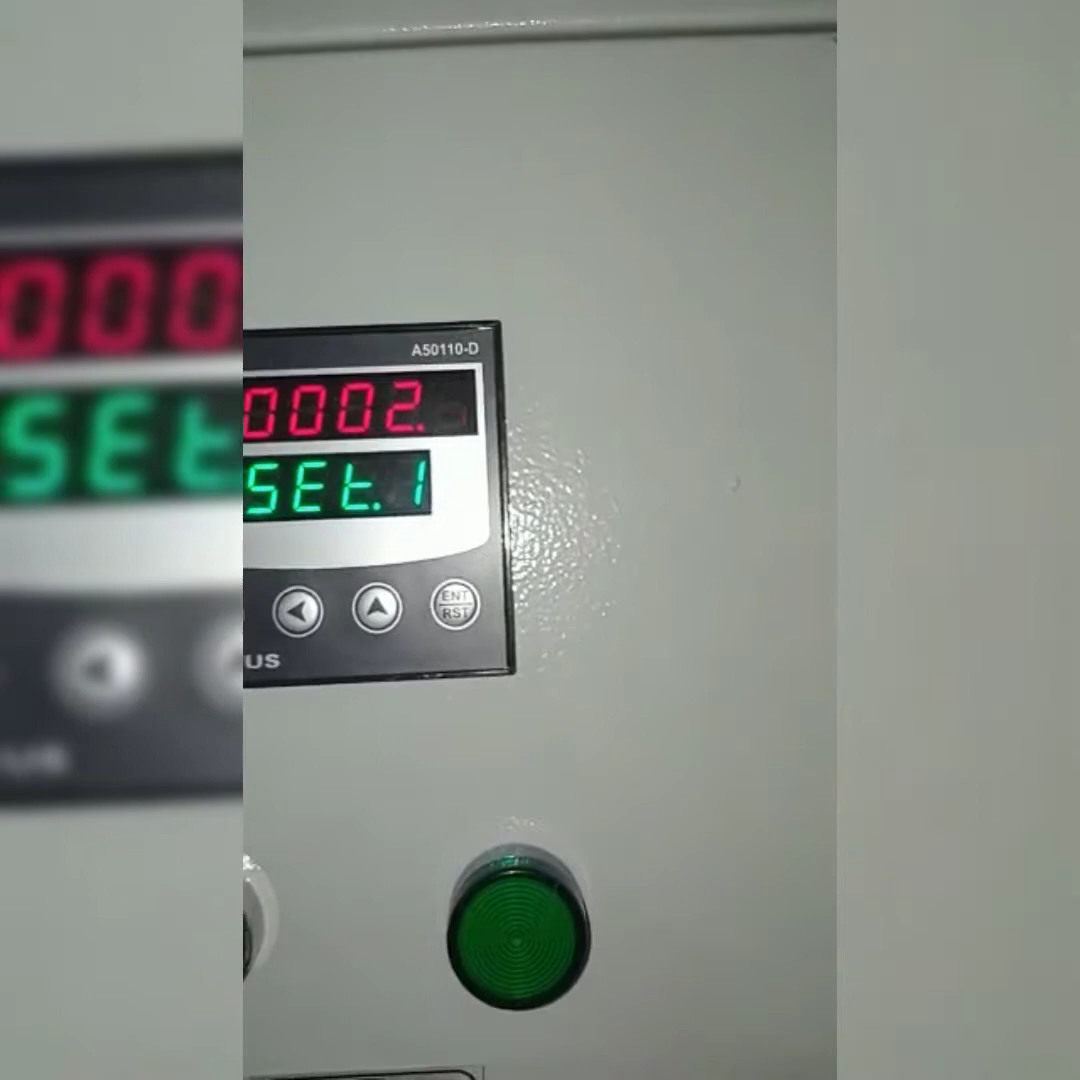 A50110-D
0002.
SEt.1
ENT
RST
US